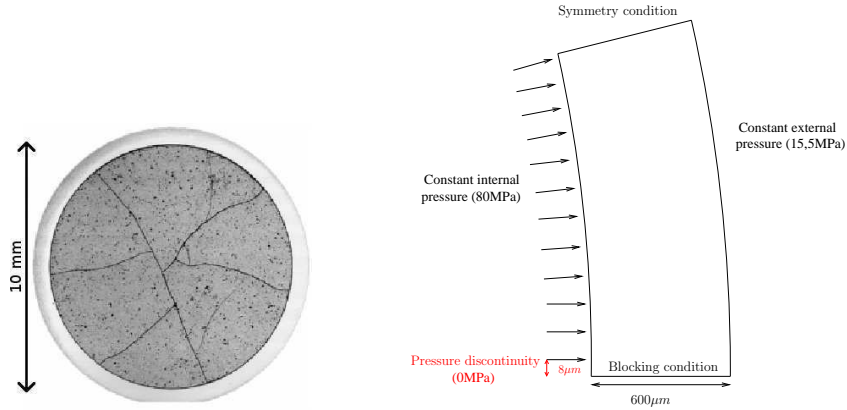 10 mm
Symmetry condition
Constant external
pressure (15,5MPa)
Constant internal
pressure (80MPa)
Pressure discontinuity
(0MPa)
8μm
Blocking condition
600μm